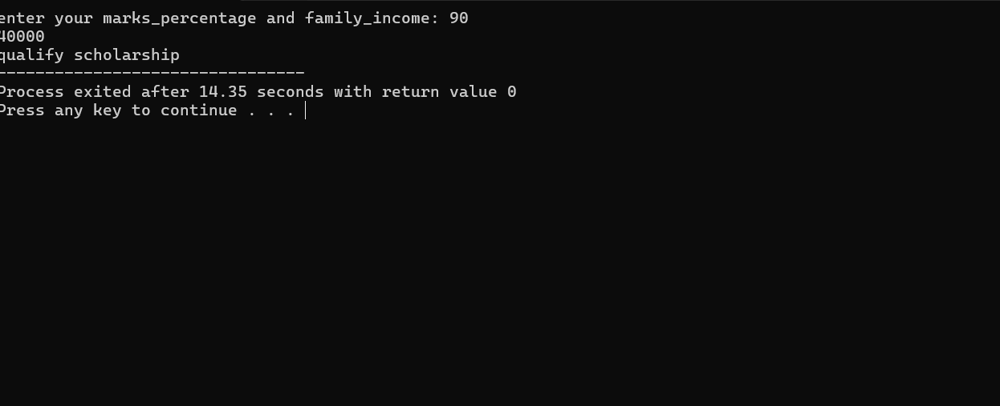 enter your marks_percentage and family_income: 90
40000
qualify scholarship
--------------------------------
Process exited after 14.35 seconds with return value 0
Press any key to continue . . .